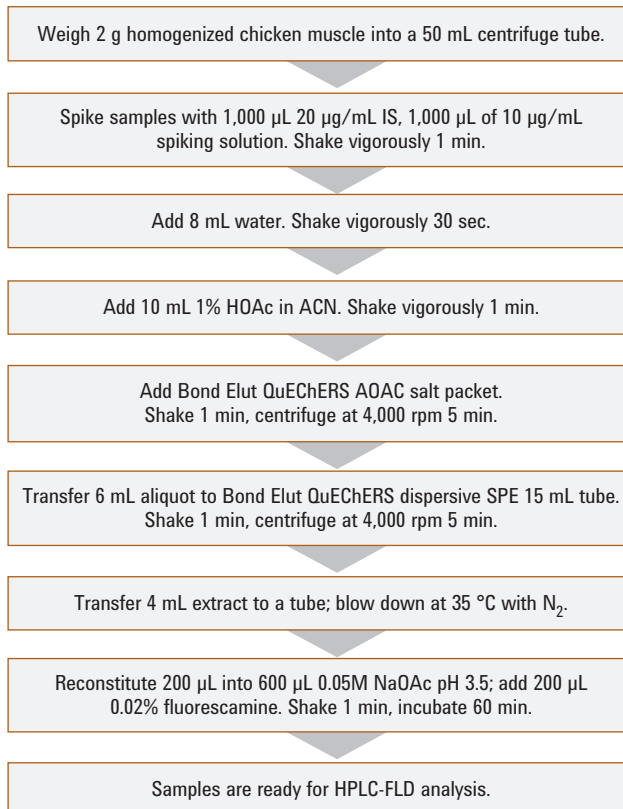 Weigh 2 g homogenized chicken muscle into a 50 mL centrifuge tube.
Spike samples with 1,000 µL 20 µg/mL IS, 1,000 µL of 10 µg/mL
spiking solution. Shake vigorously 1 min.
Add 8 mL water. Shake vigorously 30 sec.
Add 10 mL 1% HOAc in ACN. Shake vigorously 1 min.
Add Bond Elut QuEChERS AOAC salt packet.
Shake 1 min, centrifuge at 4,000 rpm 5 min.
Transfer 6 mL aliquot to Bond Elut QuEChERS dispersive SPE 15 mL tube.
Shake 1 min, centrifuge at 4,000 rpm 5 min.
Transfer 4 mL extract to a tube; blow down at 35 °C with N₂.
Reconstitute 200 µL into 600 µL 0.05M NaOAc pH 3.5; add 200 µL
0.02% fluorescamine. Shake 1 min, incubate 60 min.
Samples are ready for HPLC-FLD analysis.